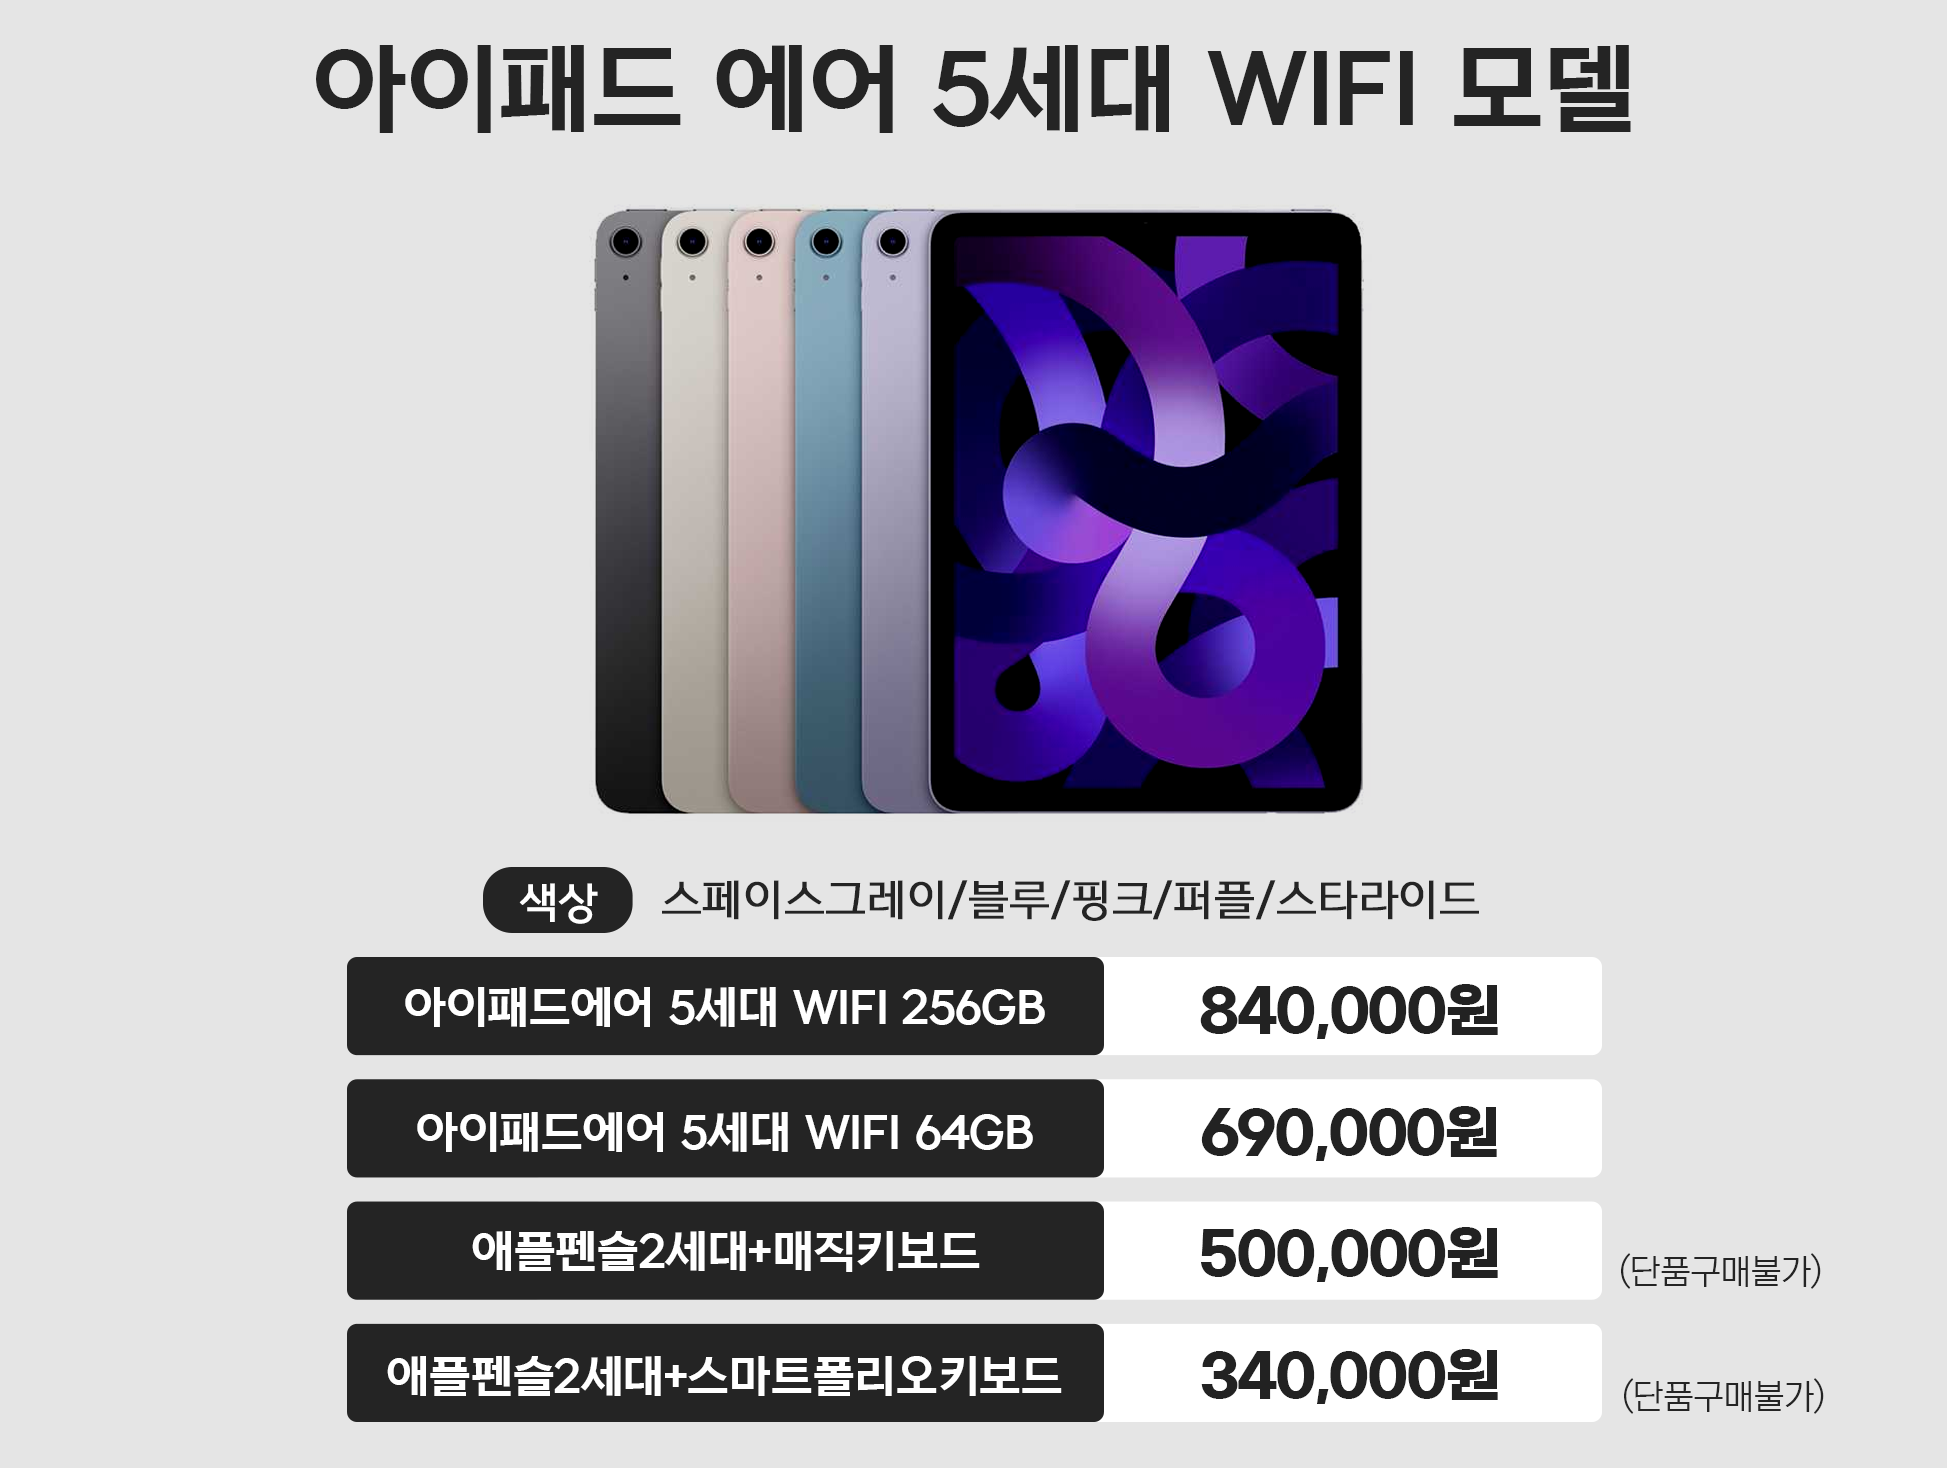 아이패드 에어 5세대 WIFI 모델
색상 스페이스그레이/블루/핑크/퍼플/스타라이드
아이패드에어 5세대 WIFI 256GB 840,000원
아이패드에어 5세대 WIFI 64GB 690,000원
애플펜슬2세대+매직키보드 500,000원 (단품구매불가)
애플펜슬2세대+스마트폴리오키보드 340,000원 (단품구매불가)